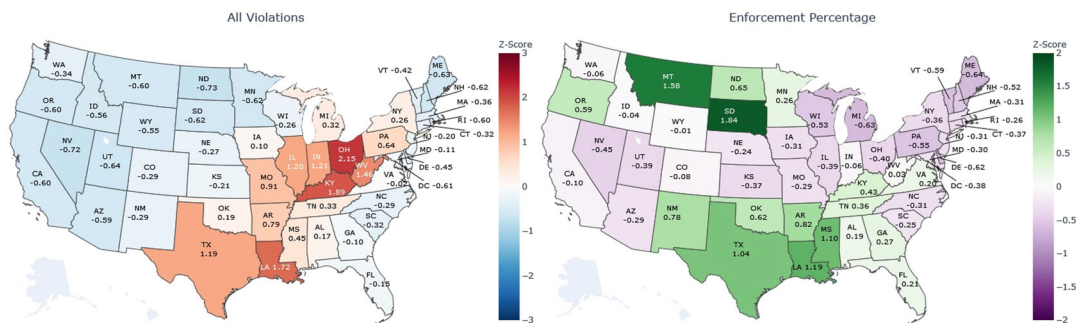 All Violations
Z-Score
3
2
1
0
−1
−2
−3
WA
-0.34
OR
-0.60
CA
-0.60
NV
-0.72
ID
-0.56
MT
-0.60
WY
-0.55
UT
-0.64
AZ
-0.59
CO
-0.29
NM
-0.29
ND
-0.73
SD
-0.62
NE
-0.27
KS
-0.21
OK
0.19
TX
1.19
MN
-0.62
IA
0.10
MO
0.91
AR
0.79
LA 1.72
WI
-0.26
IL
1.20
MI
0.32
IN
1.21
OH
2.15
KY
1.89
TN 0.33
MS
0.45
AL
0.17
GA
-0.10
FL
-0.15
SC
-0.32
NC
-0.29
VA
-0.02
WV
1.46
PA
0.64
NY
0.26
VT -0.42
ME
-0.63
NH -0.62
MA -0.36
RI -0.60
CT -0.32
NJ -0.20
MD -0.11
DE -0.45
DC -0.61
Enforcement Percentage
Z-Score
2
1.5
1
0.5
0
−0.5
−1
−1.5
−2
WA
-0.06
OR
0.59
CA
-0.10
NV
-0.45
ID
-0.04
MT
1.58
WY
-0.01
UT
-0.39
AZ
-0.29
CO
-0.08
NM
0.78
ND
0.65
SD
1.84
NE
-0.24
KS
-0.37
OK
0.62
TX
1.04
MN
0.26
IA
-0.31
MO
-0.29
AR
0.82
LA 1.19
WI
-0.53
IL
-0.39
MI
-0.63
IN
-0.06
OH
-0.40
KY
0.43
TN 0.36
MS
1.10
AL
0.19
GA
0.27
FL
0.21
SC
-0.25
NC
-0.31
VA
0.20
WV
0.03
PA
-0.55
NY
-0.36
VT -0.59
ME
-0.64
NH -0.52
MA -0.31
RI -0.26
CT -0.37
NJ -0.31
MD -0.30
DE -0.62
DC -0.38